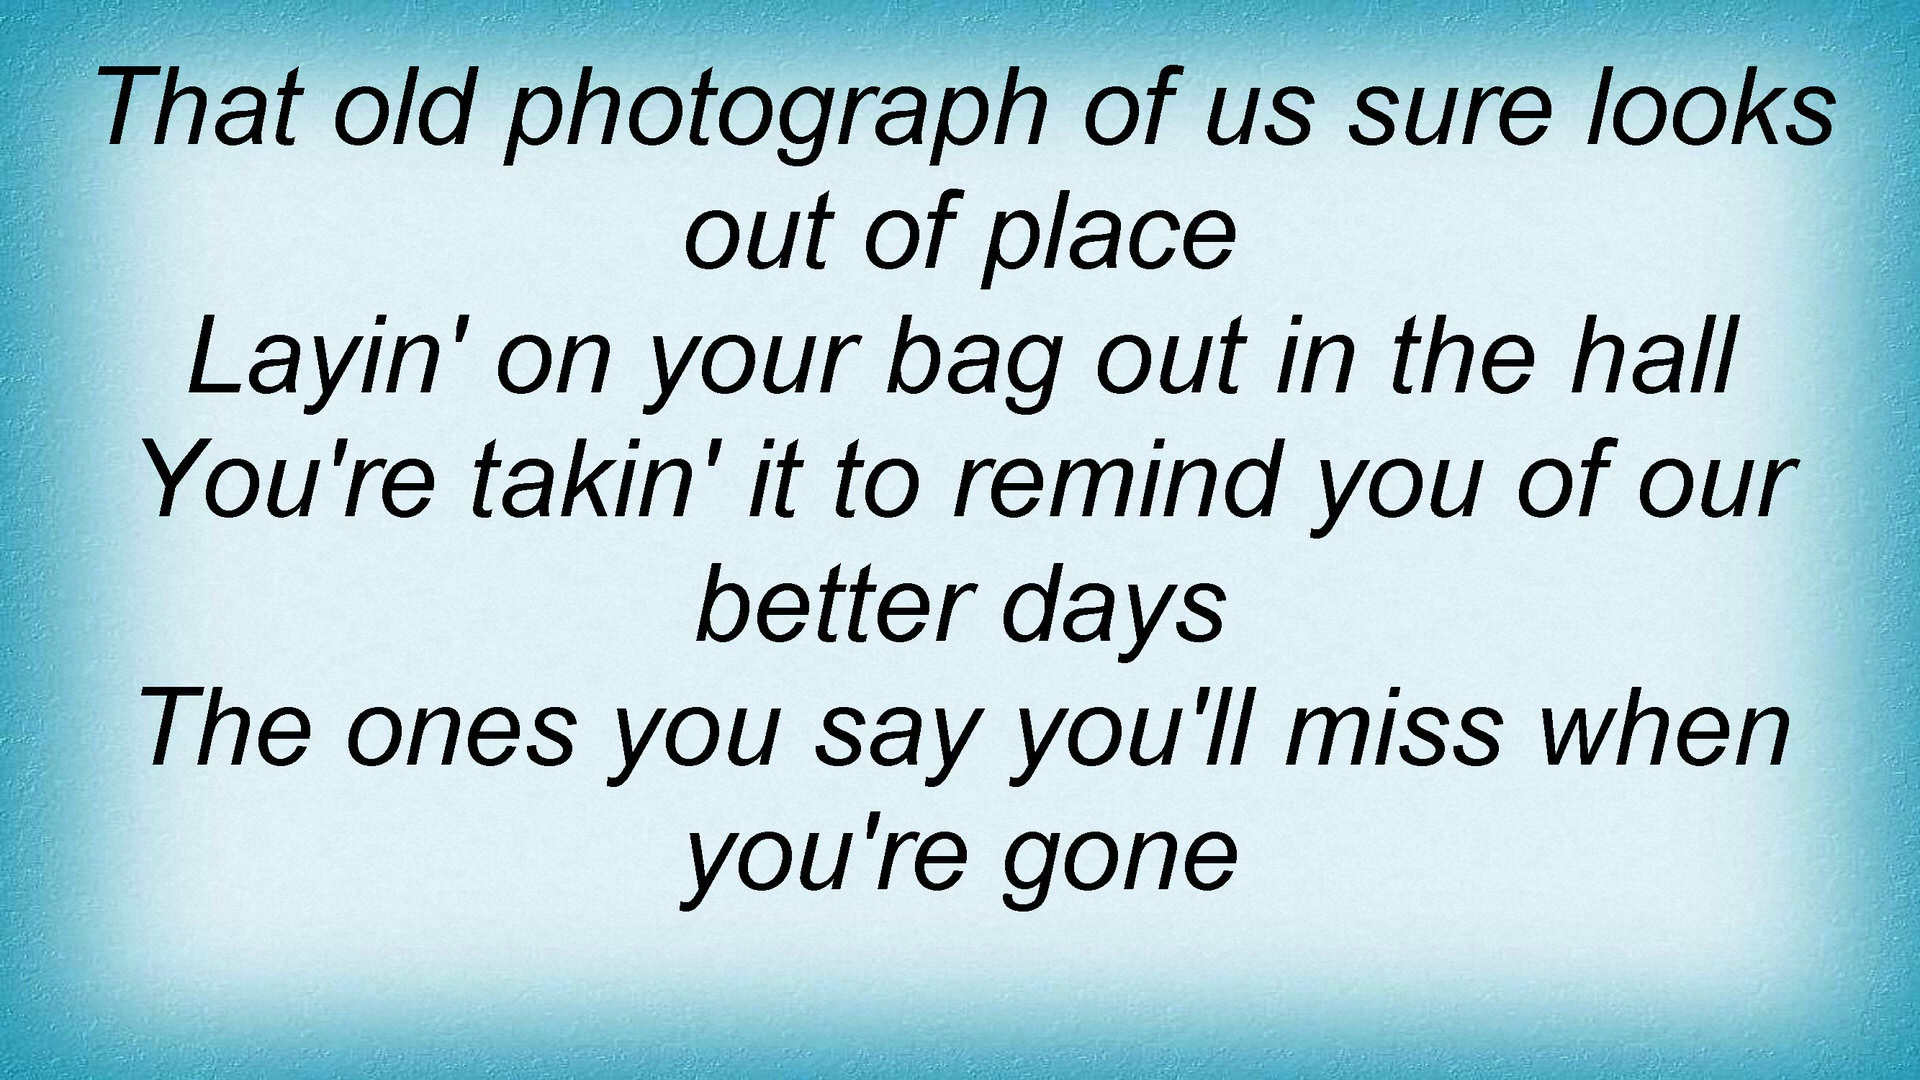 That old photograph of us sure looks
out of place
Layin' on your bag out in the hall
You're takin' it to remind you of our
better days
The ones you say you'll miss when
you're gone